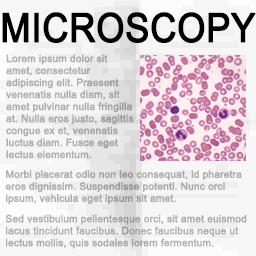 MICROSCOPY
Lorem ipsum dolor sit
amet, consectetur
adipiscing elit. Praesent
venenatis nulla diam, sit
amet pulvinar nulla fringilla
at. Nulla eros justo, sagittis
congue ex et, venenatis
luctus diam. Fusce eget
lectus elementum,
Morbi placerat odio non leo consequat, id pharetra
eros dignissim. Suspendisse potenti. Nunc orci
ipsum, vehicula eget ipsum sit amet.
Sed vestibulum pellentesque orci, sit amet euismod
lacus tincidunt faucibus. Donec faucibus neque ut
lectus mollis, quis sodales lorem fermentum.